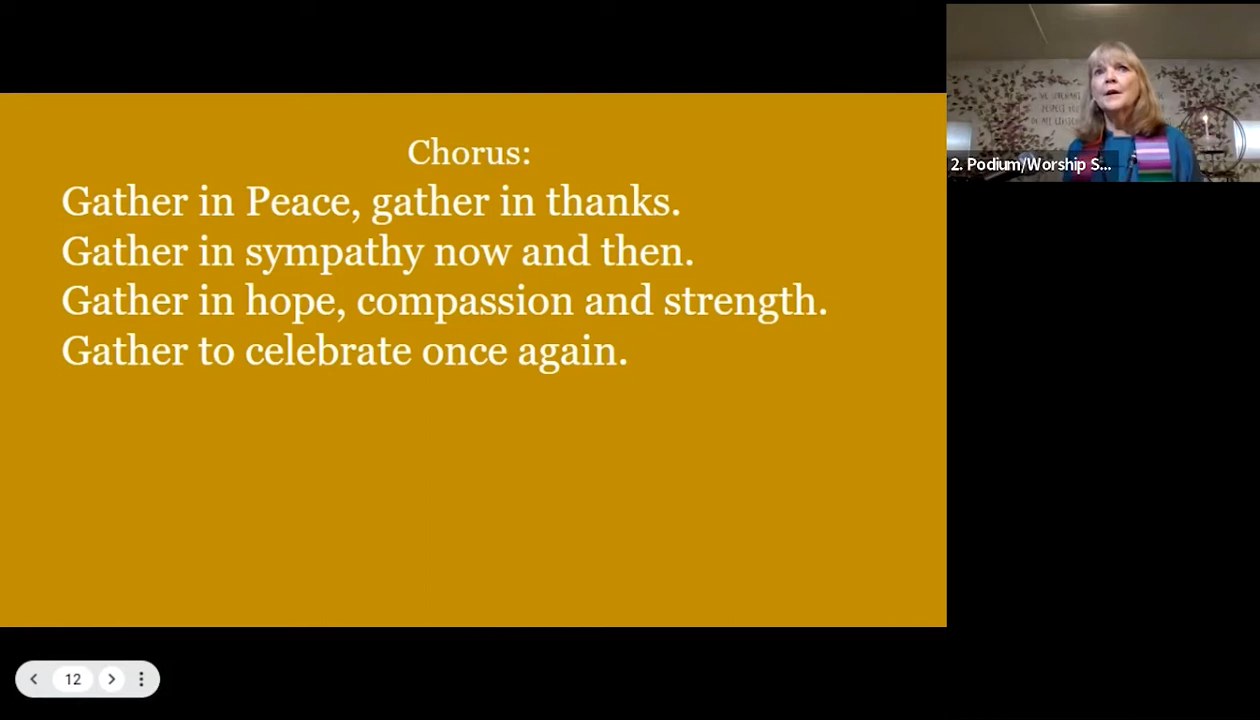 Chorus:
Gather in Peace, gather in thanks.
Gather in sympathy now and then.
Gather in hope, compassion and strength.
Gather to celebrate once again.
2. Podium/Worship S...
12